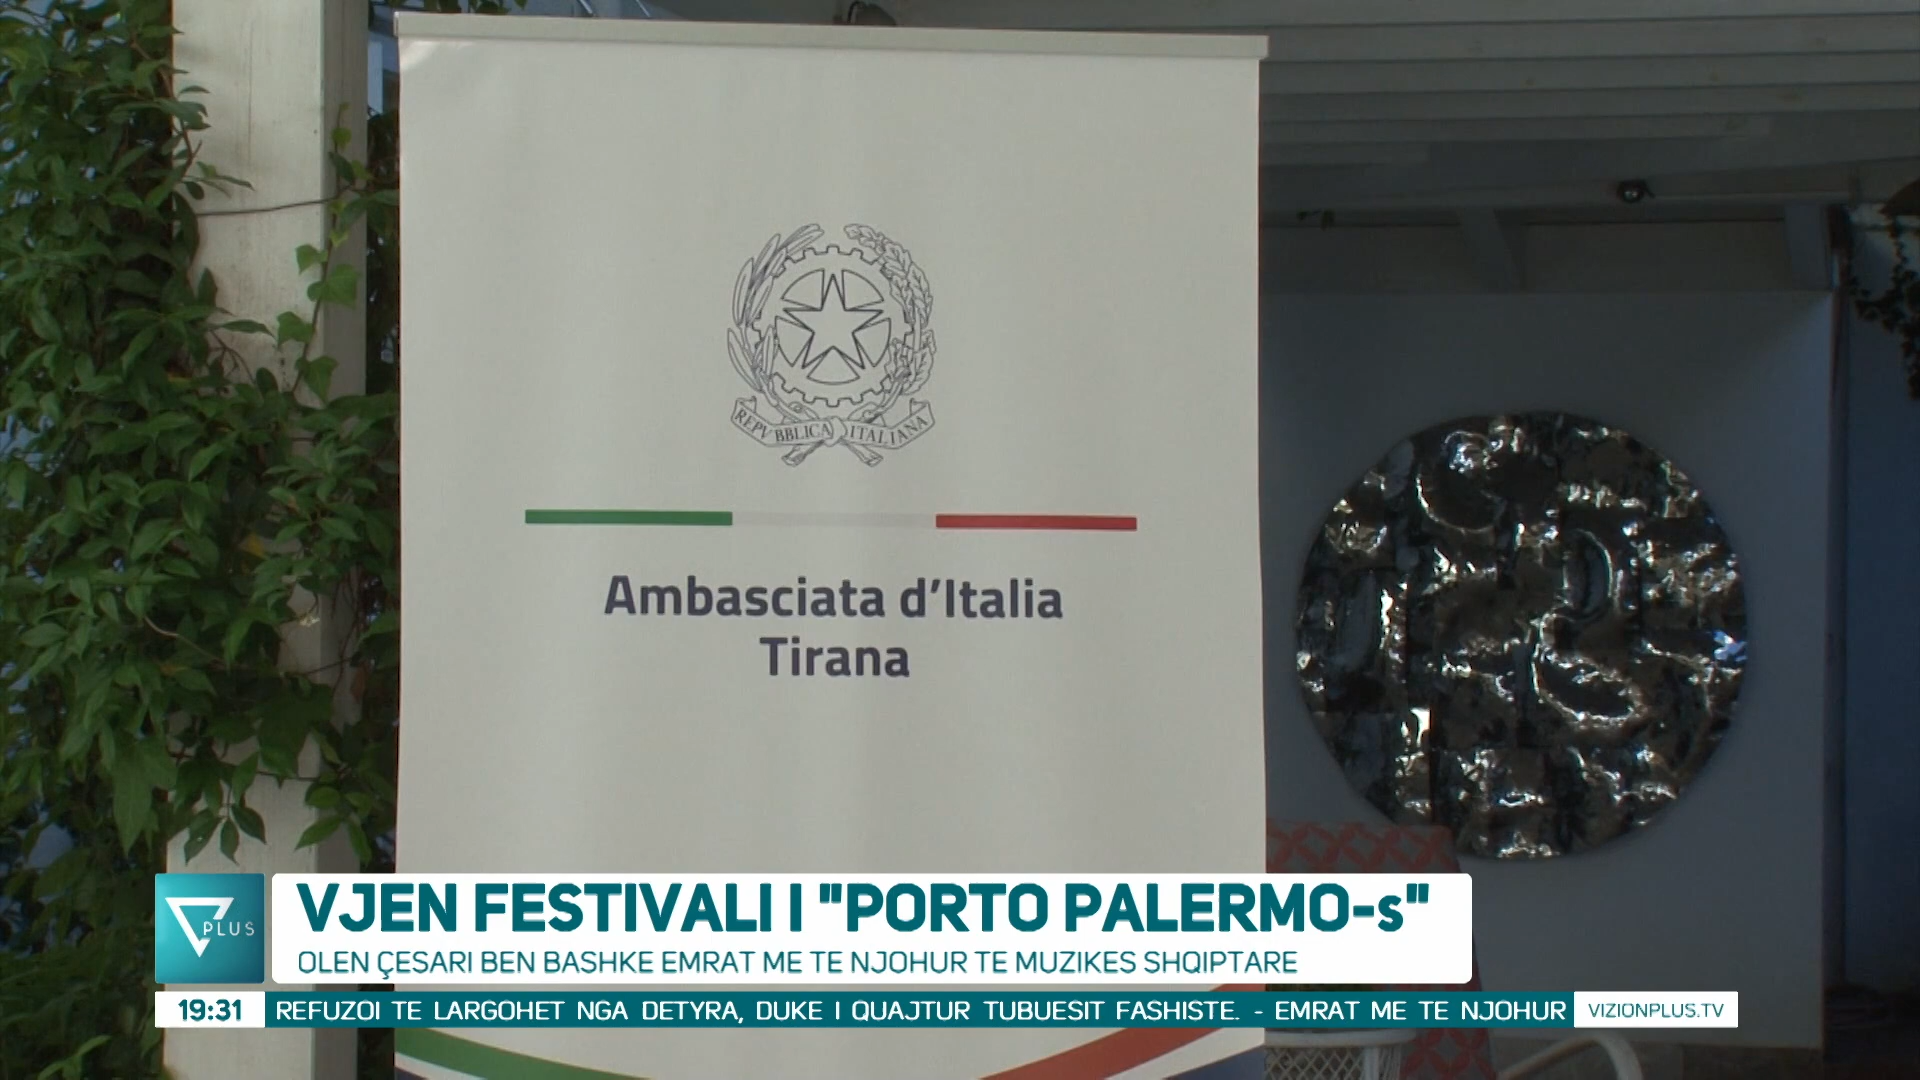 REPVBBLICA ITALIANA
Ambasciata d'Italia
Tirana
PLUS
VJEN FESTIVALI I "PORTO PALERMO-s"
OLEN ÇESARI BEN BASHKE EMRAT ME TE NJOHUR TE MUZIKES SHQIPTARE
19:31 REFUZOI TE LARGOHET NGA DETYRA, DUKE I QUAJTUR TUBUESIT FASHISTE. - EMRAT ME TE NJOHUR VIZIONPLUS.TV